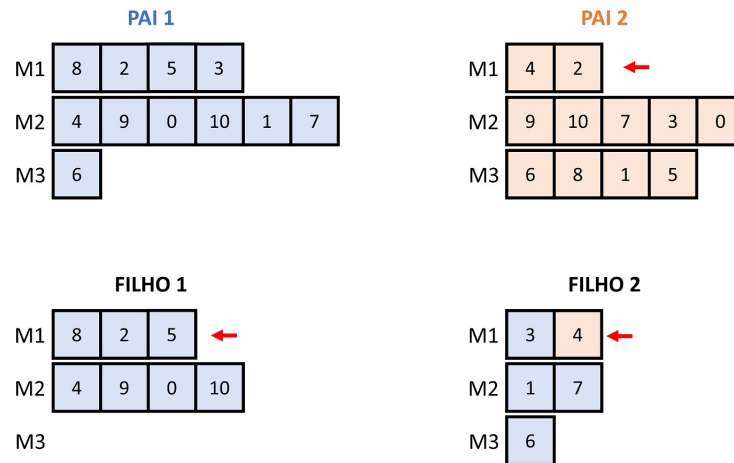 PAI 1
M1 8 2 5 3
M2 4 9 0 10 1 7
M3 6
PAI 2
M1 4 2
M2 9 10 7 3 0
M3 6 8 1 5
FILHO 1
M1 8 2 5
M2 4 9 0 10
M3
FILHO 2
M1 3 4
M2 1 7
M3 6